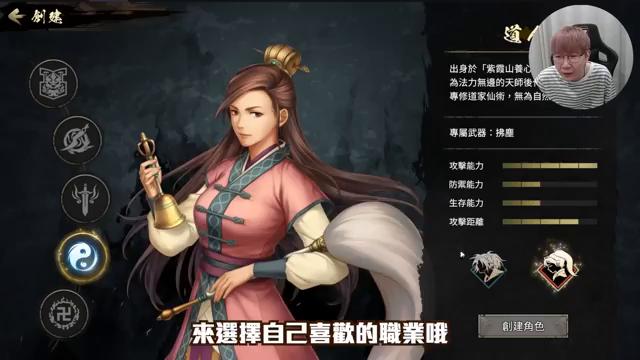 創建
道
出身於「紫霞山養心
為法力無邊的天師後
專修道家仙術，無為自然
專屬武器：拂塵
攻擊能力
防禦能力
生存能力
攻擊距離
卍
創建角色
來選擇自己喜歡的職業哦